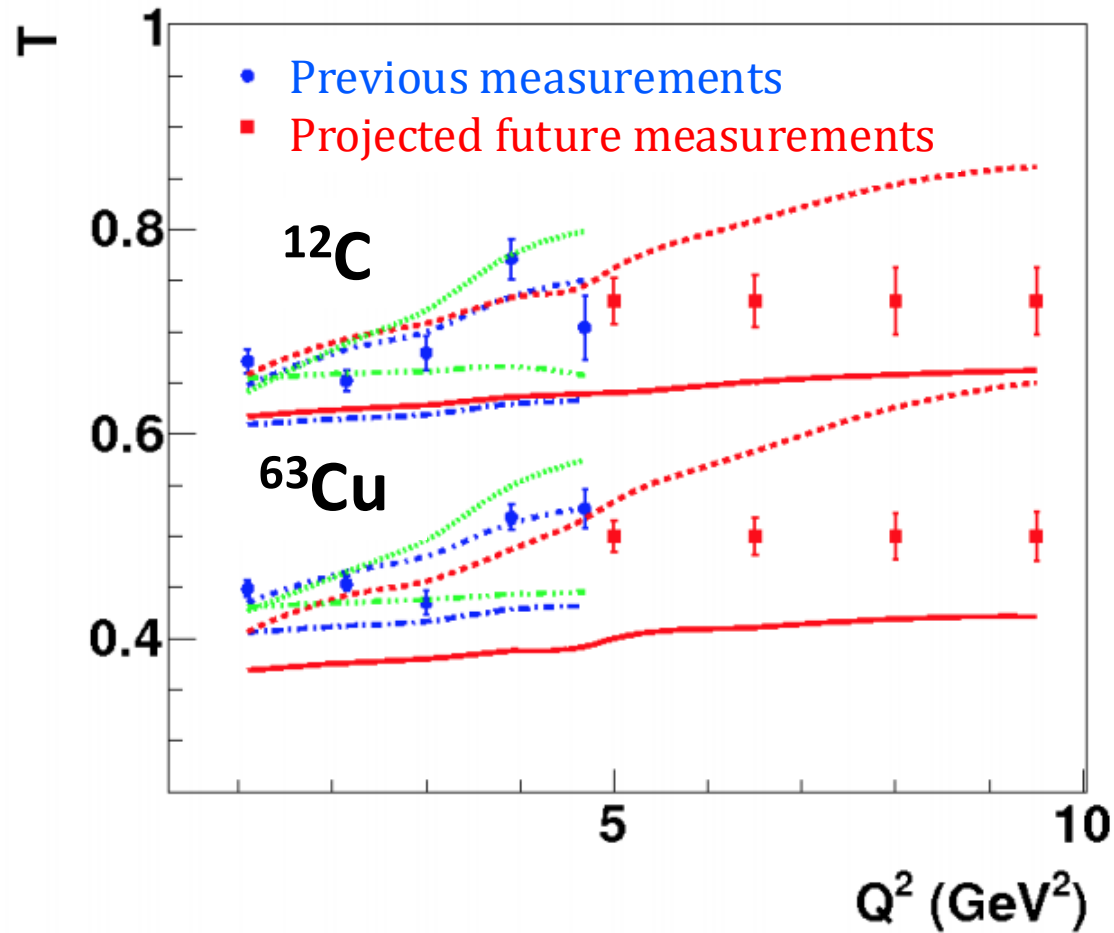 T
1
Previous measurements
Projected future measurements
0.8
¹²C
0.6
⁶³Cu
0.4
5
10
Q² (GeV²)